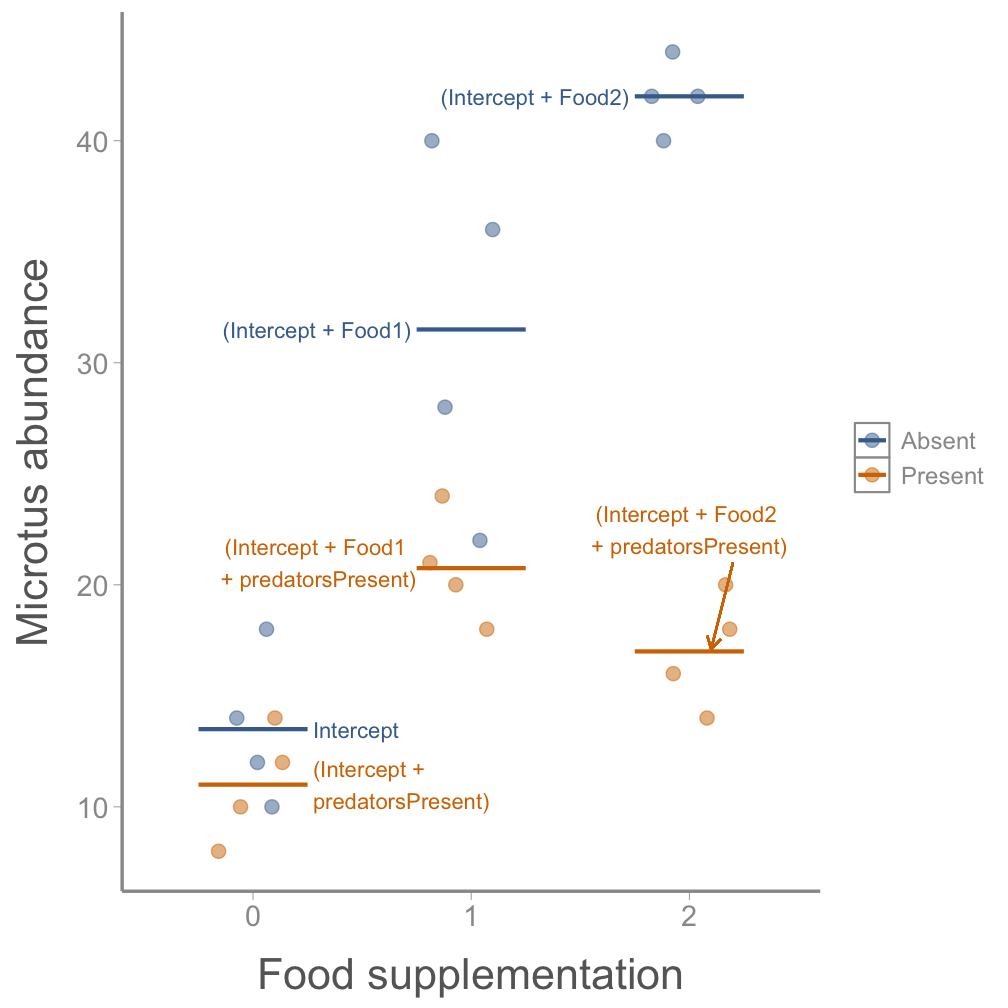 Microtus abundance
40
30
20
10
(Intercept + Food2)
(Intercept + Food1)
(Intercept + Food1
+ predatorsPresent)
(Intercept + Food2
+ predatorsPresent)
Intercept
(Intercept +
predatorsPresent)
0
1
2
Food supplementation
Absent
Present